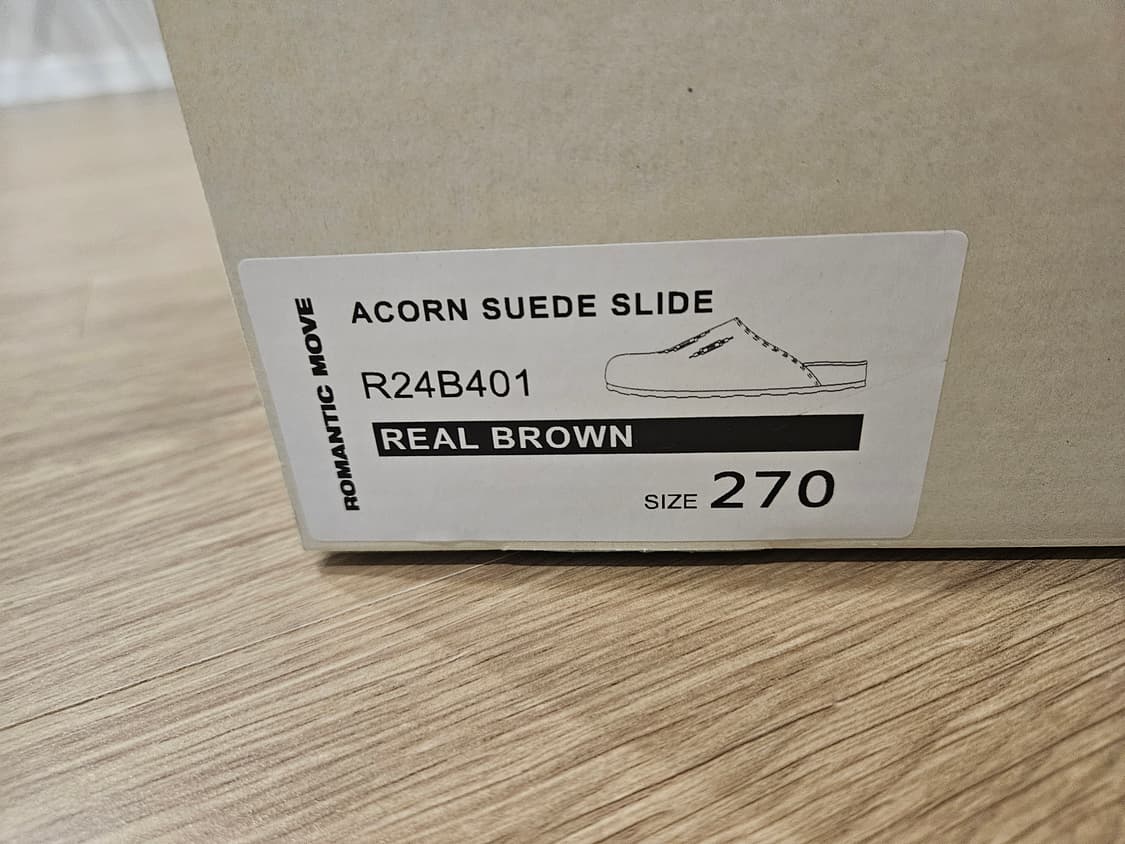 ROMANTIC MOVE
ACORN SUEDE SLIDE
R24B401
REAL BROWN
SIZE 270